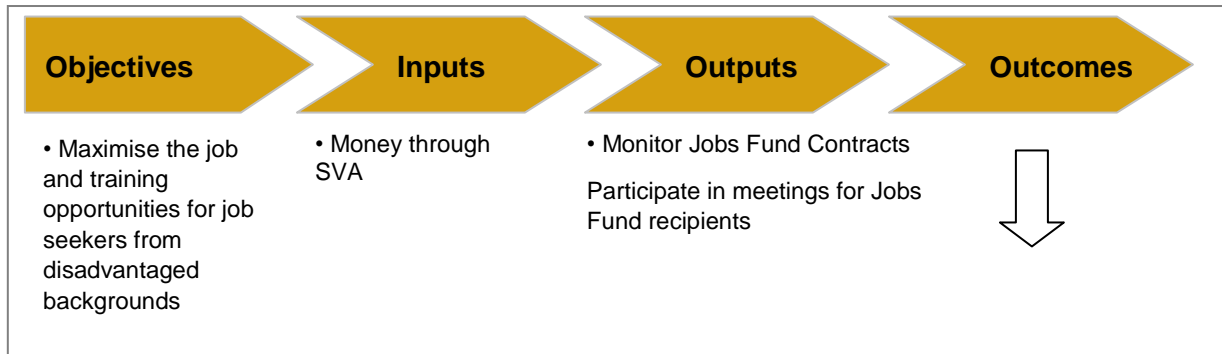 Objectives
Inputs
Outputs
Outcomes
• Maximise the job
and training
opportunities for job
seekers from
disadvantaged
backgrounds
• Money through
SVA
• Monitor Jobs Fund Contracts
Participate in meetings for Jobs
Fund recipients